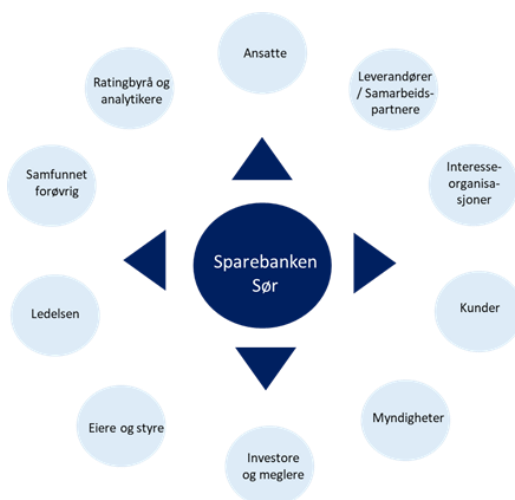 Ansatte
Leverandører
/ Samarbeids-
partnere
Interesse-
organisa-
sjoner
Kunder
Myndigheter
Investore
og meglere
Eiere og styre
Ledelsen
Samfunnet
forøvrig
Ratingbyrå og
analytikere
Sparebanken
Sør